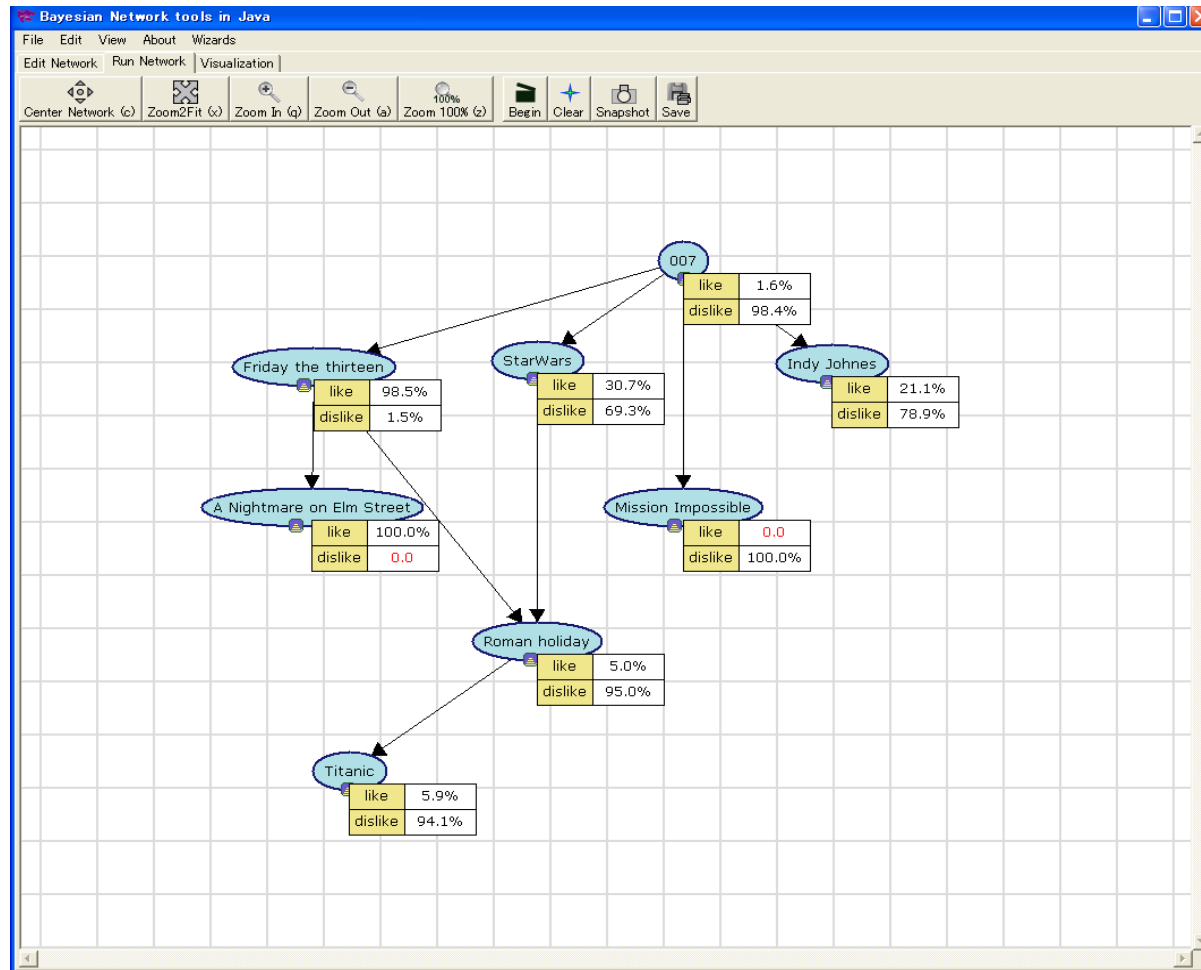 Bayesian Network tools in Java
File Edit View About Wizards
Edit Network Run Network Visualization
Center Network (c) Zoom2Fit (x) Zoom In (q) Zoom Out (a) 100% Zoom 100% (z) Begin Clear Snapshot Save
007
like 1.6%
dislike 98.4%
Friday the thirteen
like 98.5%
dislike 1.5%
StarWars
like 30.7%
dislike 69.3%
Indy Johnes
like 21.1%
dislike 78.9%
A Nightmare on Elm Street
like 100.0%
dislike 0.0
Mission Impossible
like 0.0
dislike 100.0%
Roman holiday
like 5.0%
dislike 95.0%
Titanic
like 5.9%
dislike 94.1%